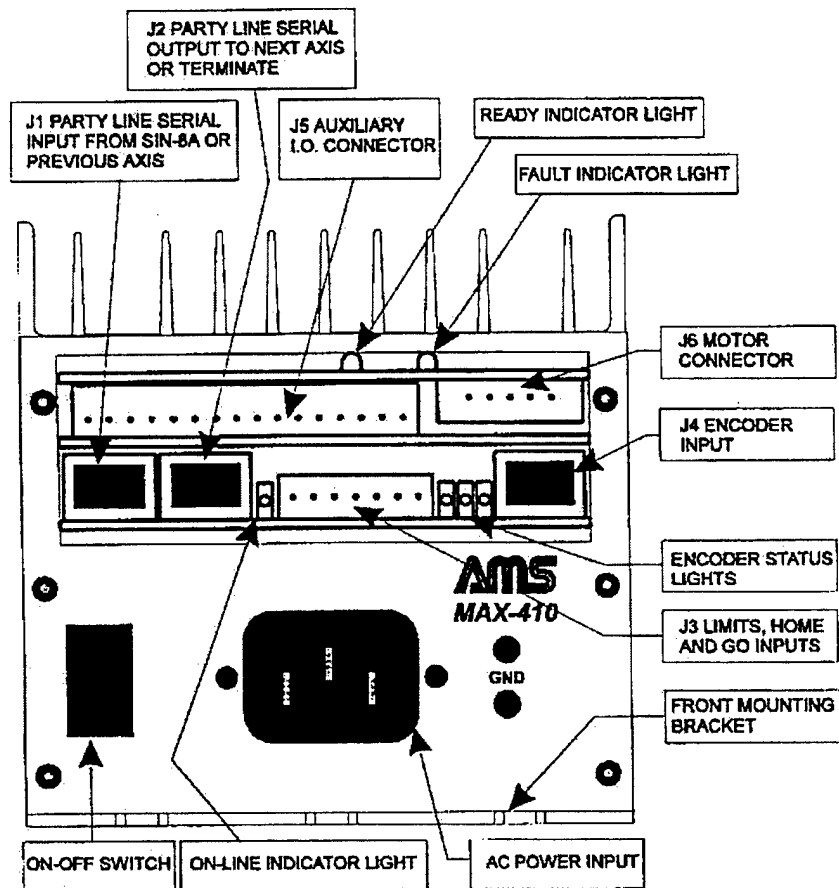 J2 PARTY LINE SERIAL
OUTPUT TO NEXT AXIS
OR TERMINATE
J1 PARTY LINE SERIAL
INPUT FROM SIN-8A OR
PREVIOUS AXIS
J5 AUXILIARY
I.O. CONNECTOR
READY INDICATOR LIGHT
FAULT INDICATOR LIGHT
J6 MOTOR
CONNECTOR
J4 ENCODER
INPUT
ENCODER STATUS
LIGHTS
AMS
MAX-410
J3 LIMITS, HOME
AND GO INPUTS
GND
FRONT MOUNTING
BRACKET
ON-OFF SWITCH
ON-LINE INDICATOR LIGHT
AC POWER INPUT